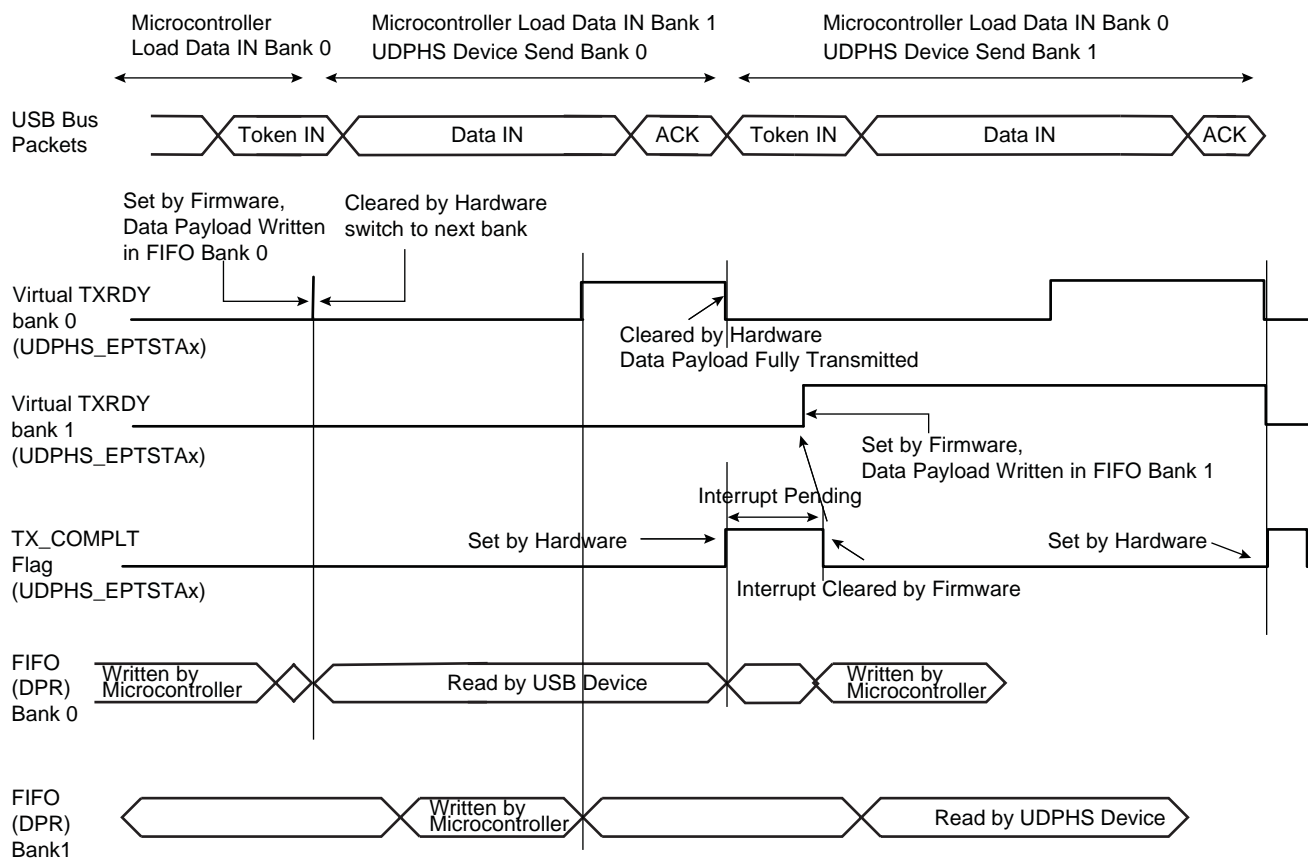 Microcontroller
Load Data IN Bank 0
Microcontroller Load Data IN Bank 1
UDPHS Device Send Bank 0
Microcontroller Load Data IN Bank 0
UDPHS Device Send Bank 1
USB Bus
Packets
Token IN
Data IN
ACK
Token IN
Data IN
ACK
Set by Firmware,
Data Payload Written
in FIFO Bank 0
Cleared by Hardware
switch to next bank
Virtual TXRDY
bank 0
(UDPHS_EPTSTAx)
Cleared by Hardware
Data Payload Fully Transmitted
Virtual TXRDY
bank 1
(UDPHS_EPTSTAx)
Set by Firmware,
Data Payload Written in FIFO Bank 1
Interrupt Pending
TX_COMPLT
Flag
(UDPHS_EPTSTAx)
Set by Hardware
Set by Hardware
Interrupt Cleared by Firmware
FIFO
(DPR)
Bank 0
Written by
Microcontroller
Read by USB Device
Written by
Microcontroller
FIFO
(DPR)
Bank1
Written by
Microcontroller
Read by UDPHS Device